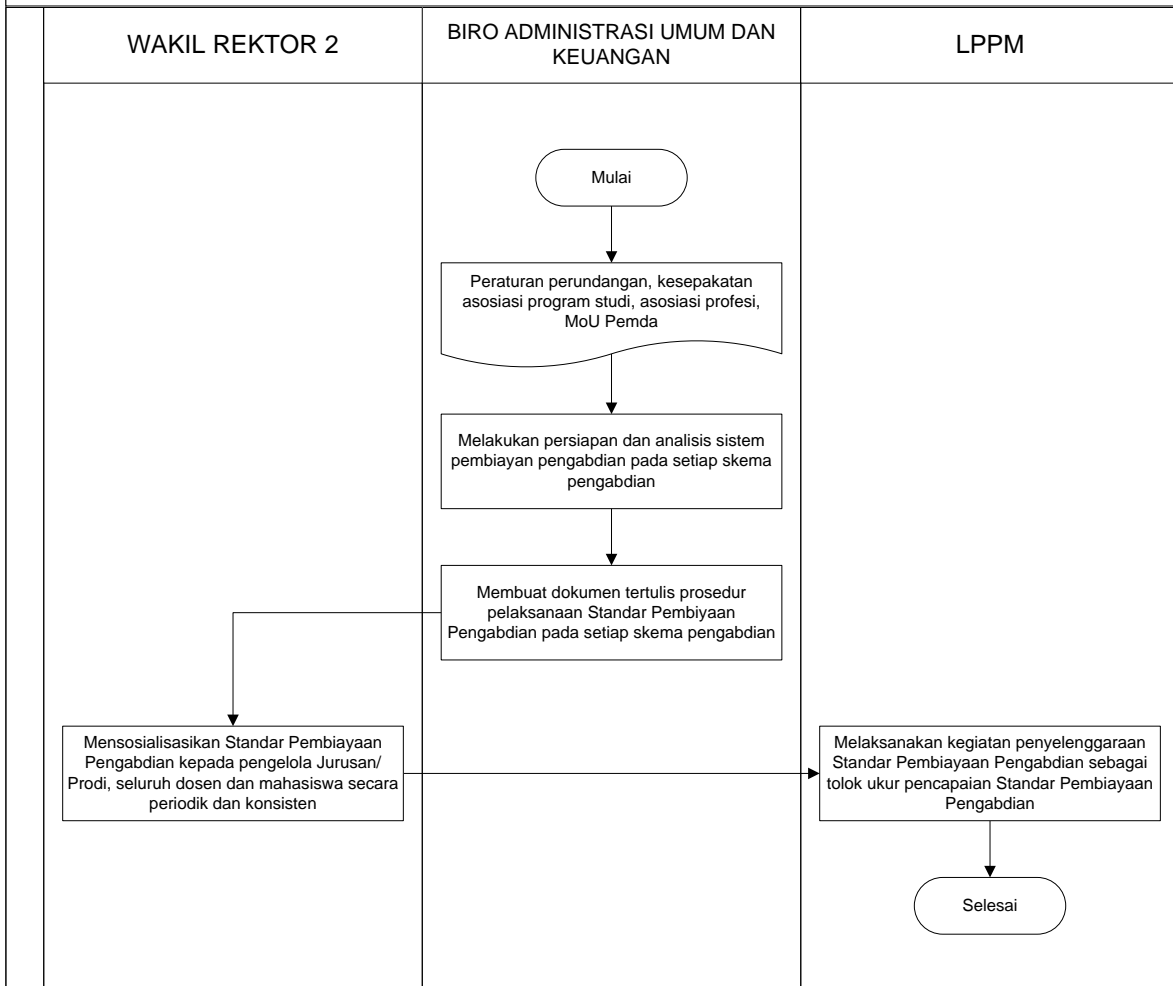 WAKIL REKTOR 2
BIRO ADMINISTRASI UMUM DAN
KEUANGAN
LPPM
Mulai
Peraturan perundangan, kesepakatan
asosiasi program studi, asosiasi profesi,
MoU Pemda
Melakukan persiapan dan analisis sistem
pembiayan pengabdian pada setiap skema
pengabdian
Membuat dokumen tertulis prosedur
pelaksanaan Standar Pembiyaan
Pengabdian pada setiap skema pengabdian
Mensosialisasikan Standar Pembiayaan
Pengabdian kepada pengelola Jurusan/
Prodi, seluruh dosen dan mahasiswa secara
periodik dan konsisten
Melaksanakan kegiatan penyelenggaraan
Standar Pembiayaan Pengabdian sebagai
tolok ukur pencapaian Standar Pembiayaan
Pengabdian
Selesai